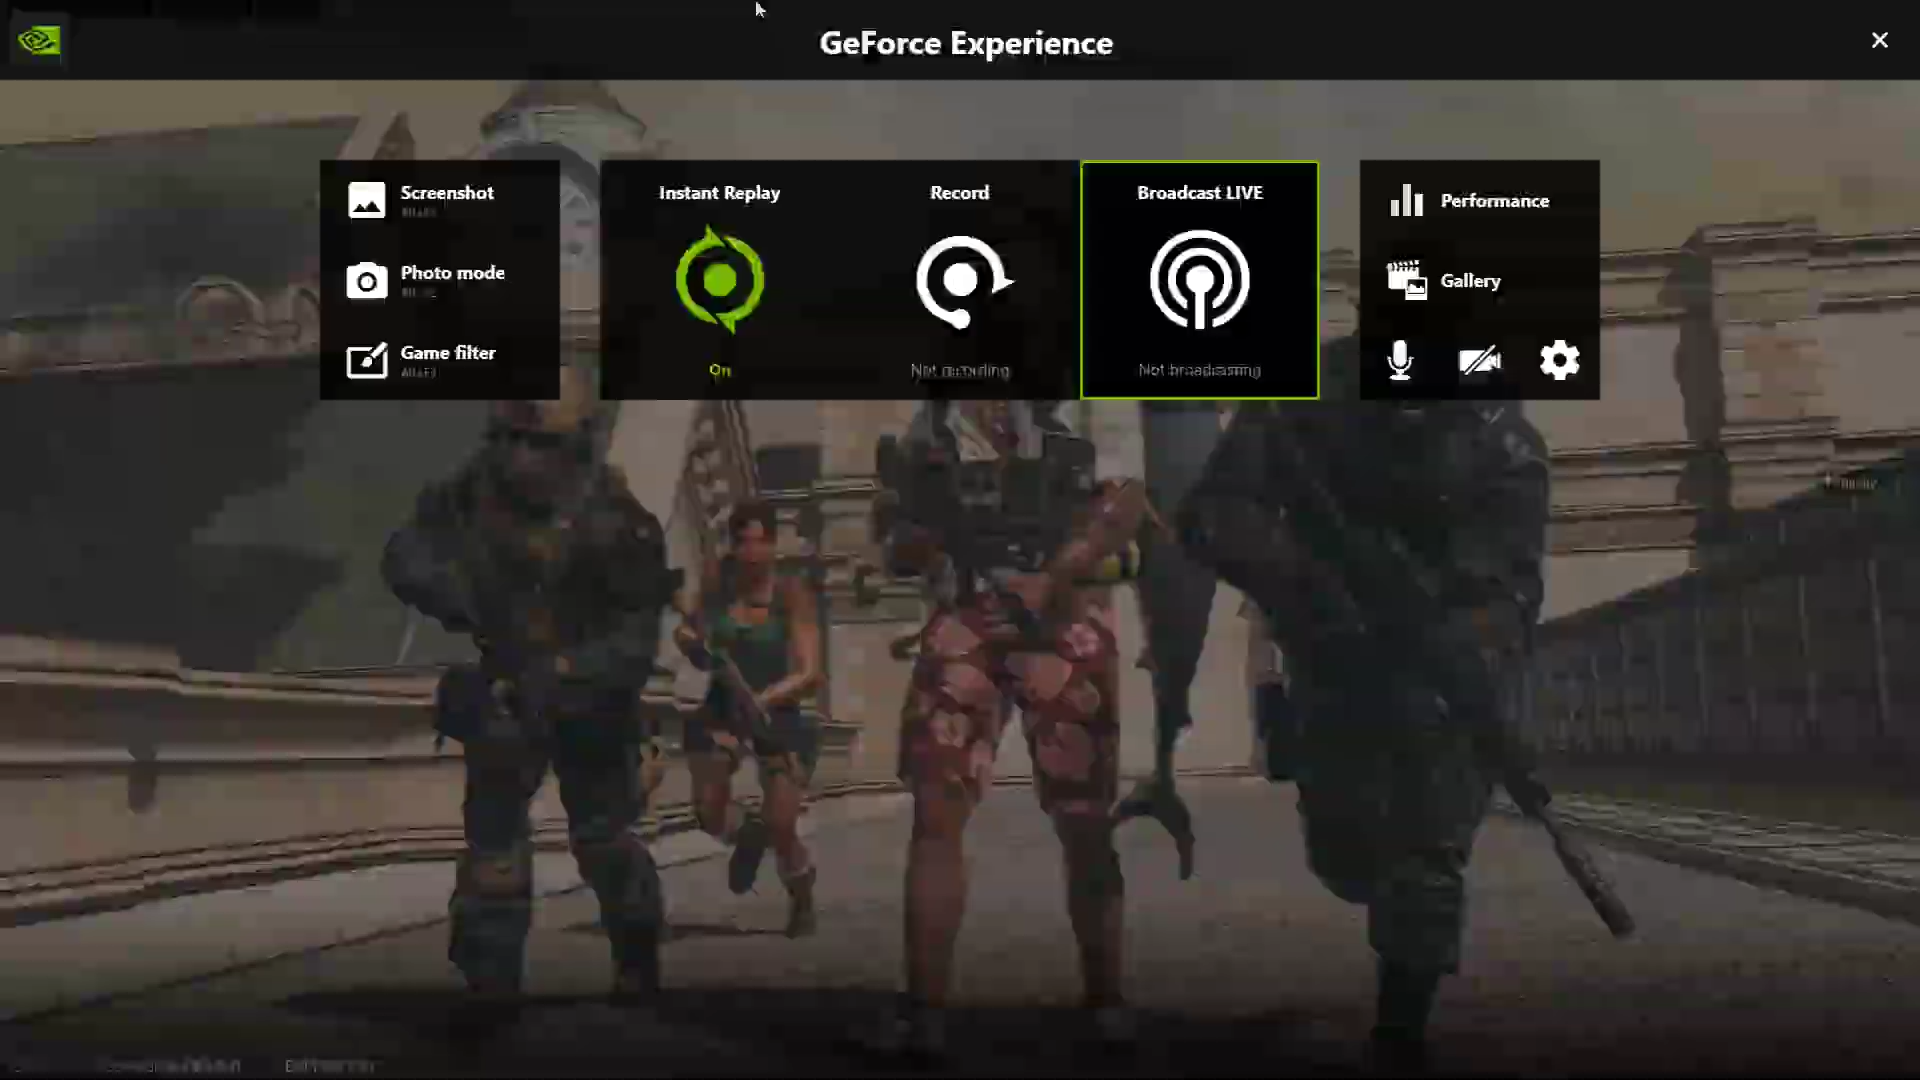 GeForce Experience
Screenshot
Instant Replay
Record
Broadcast LIVE
Performance
Photo mode
Gallery
Game filter
On
Not recording
Not broadcasting